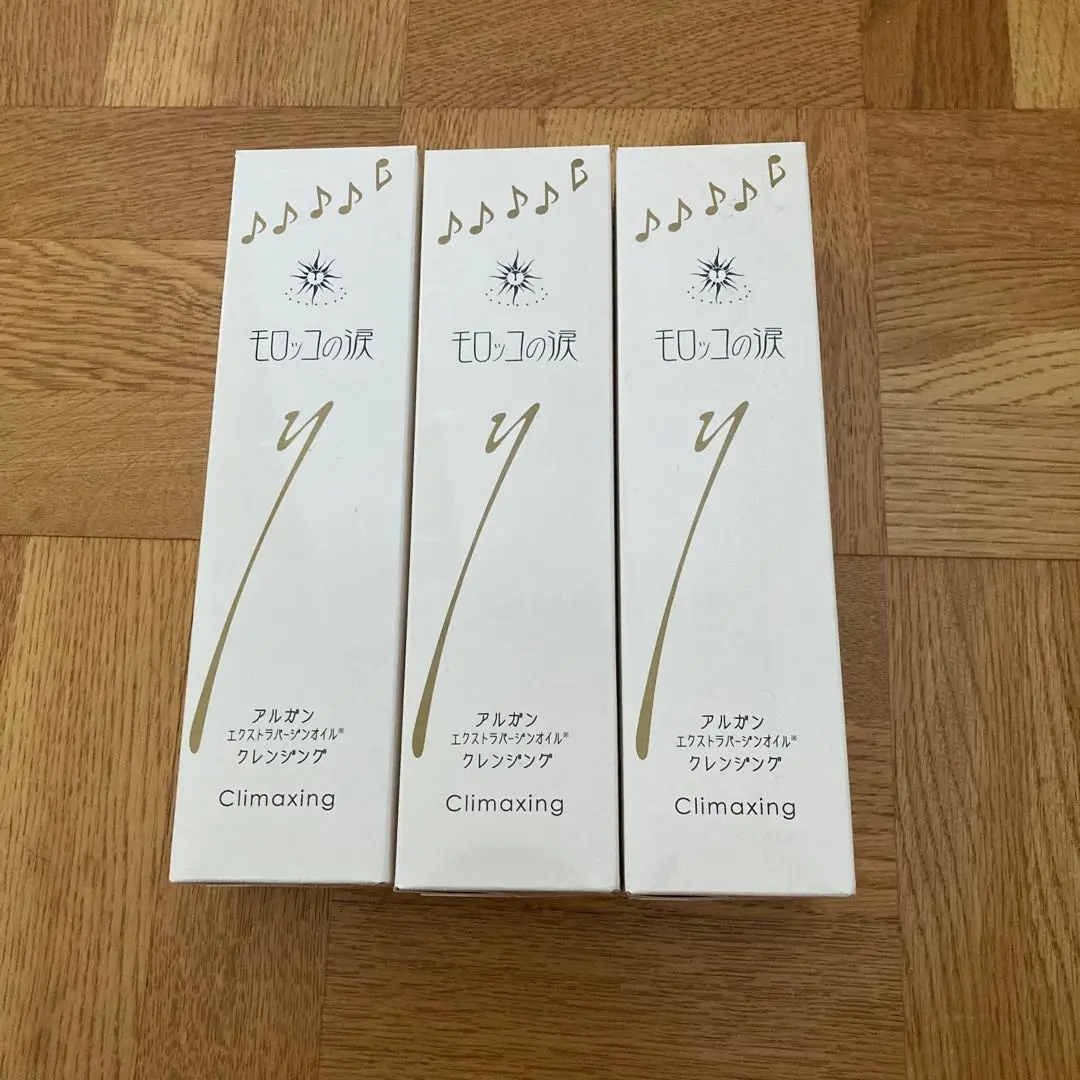 モロッコの涙
y
アルガン
エクストラバージンオイル※
クレンジング
Climaxing
モロッコの涙
y
アルガン
エクストラバージンオイル※
クレンジング
Climaxing
モロッコの涙
y
アルガン
エクストラバージンオイル※
クレンジング
Climaxing